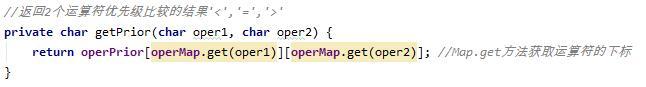 //返回2个运算符优先级比较的结果'<','=','>'
private char getPrior(char oper1, char oper2) {
    return operPrior[operMap.get(oper1)][operMap.get(oper2)]; //Map.get方法获取运算符的下标
}